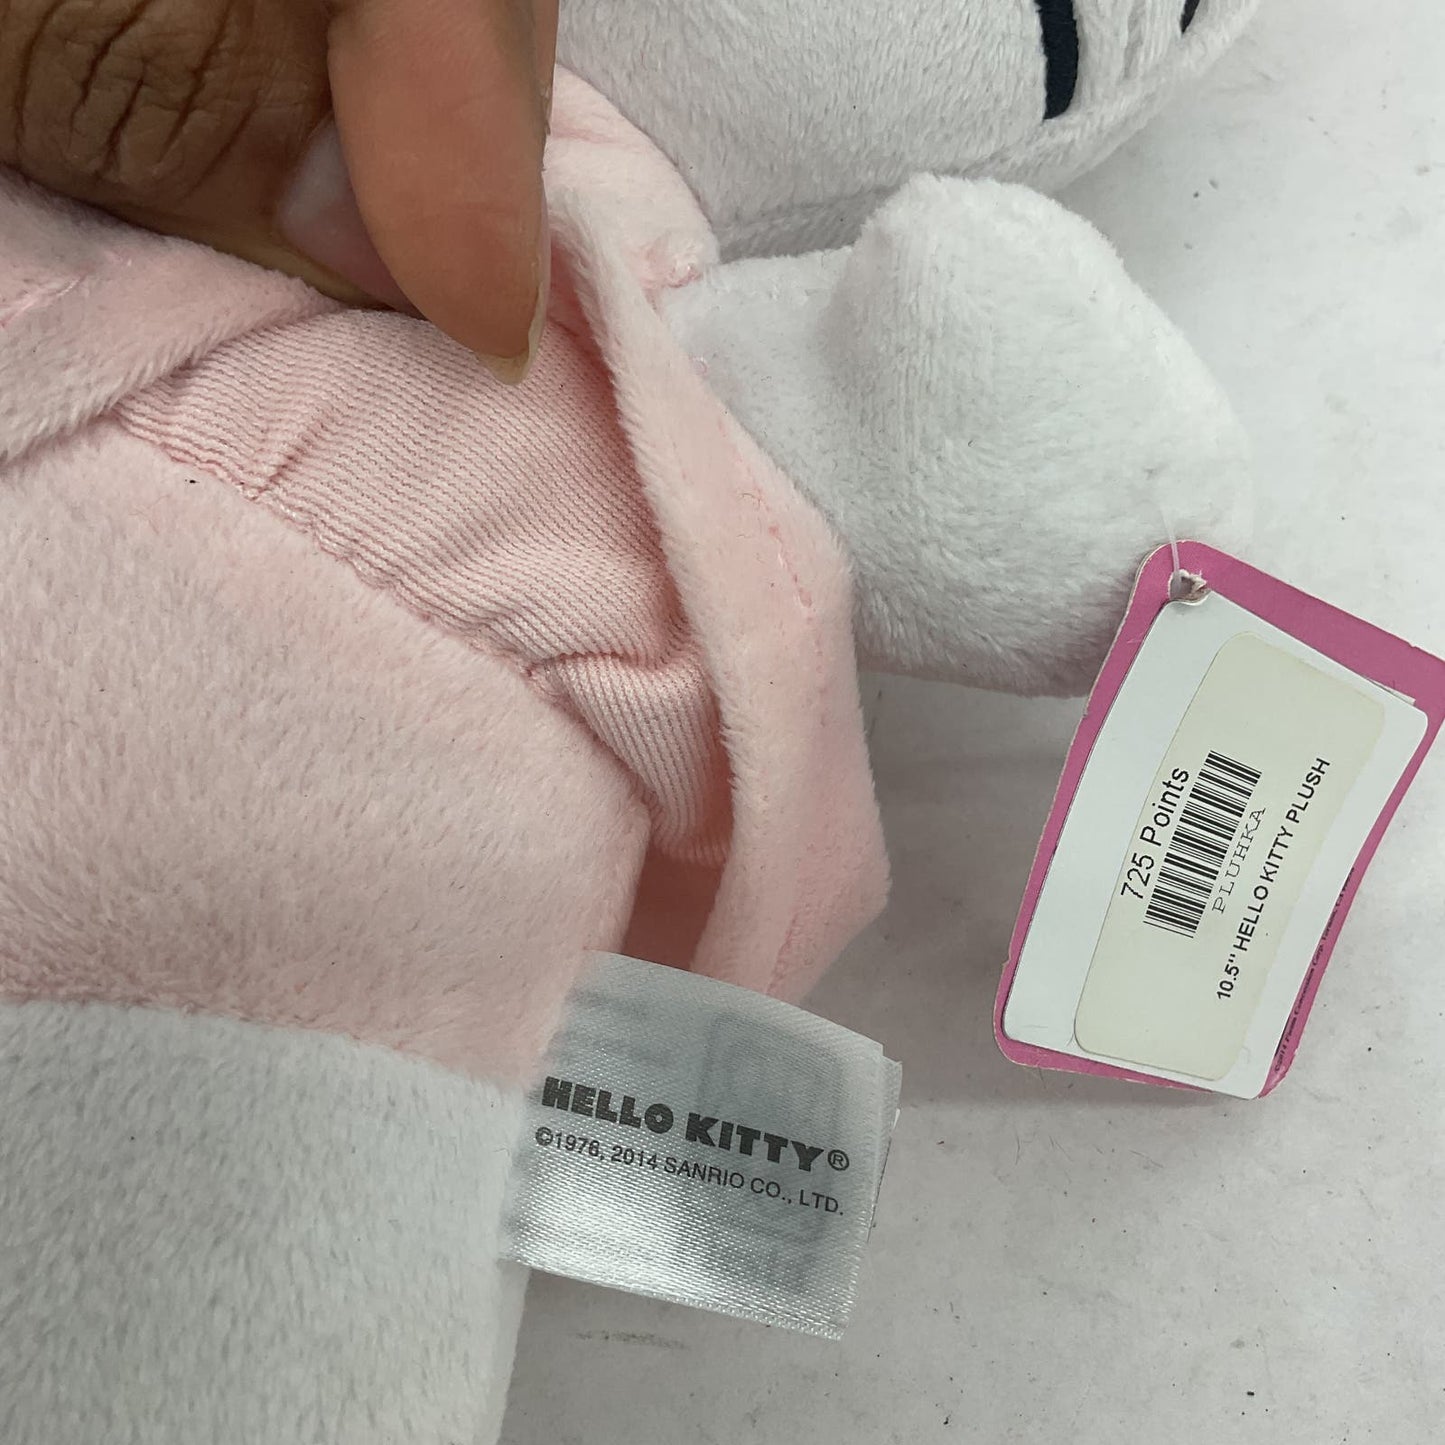 HELLO KITTY®
©1976, 2014 SANRIO CO., LTD.
725 Points
PLUHKA
10.5" HELLO KITTY PLUSH